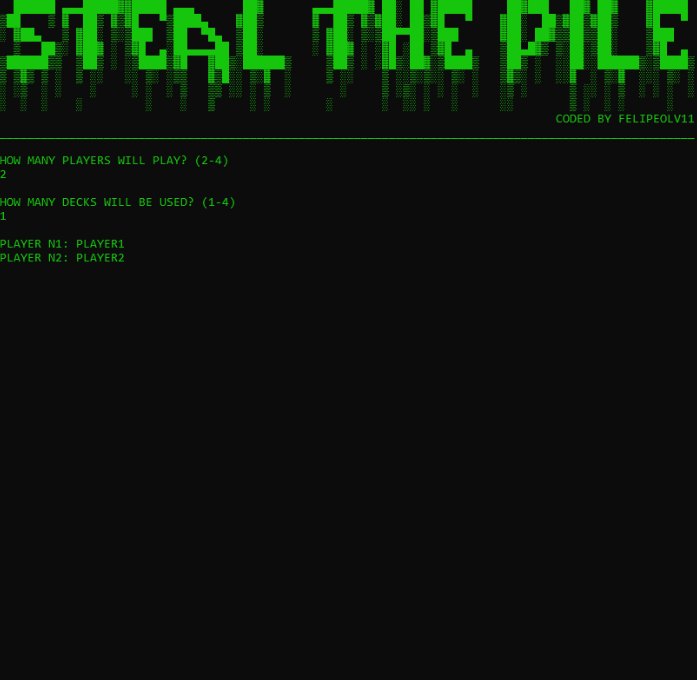 STEAL THE PILE
CODED BY FELIPEOLV11
HOW MANY PLAYERS WILL PLAY? (2-4)
2
HOW MANY DECKS WILL BE USED? (1-4)
1
PLAYER N1: PLAYER1
PLAYER N2: PLAYER2